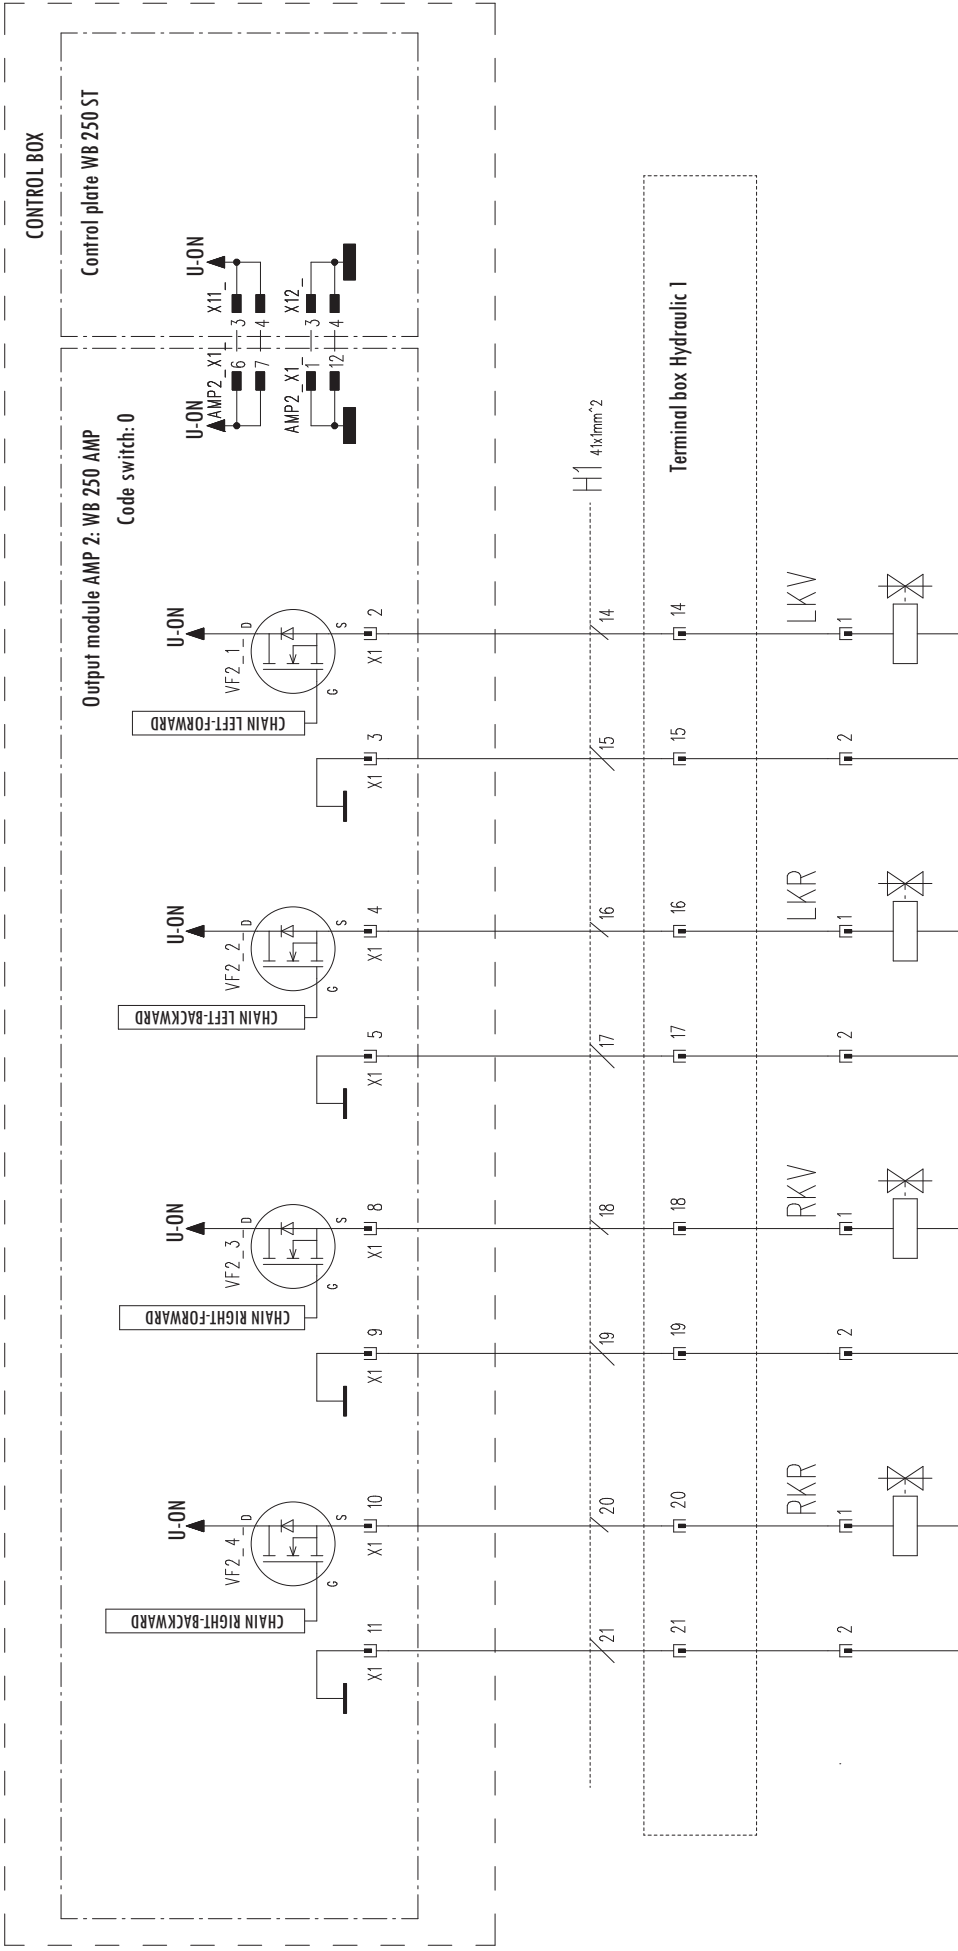 CONTROL BOX
Control plate WB 250 ST
U-ON
X11_
3
4
X12_
3
4
Output module AMP 2: WB 250 AMP
Code switch: 0
U-ON
AMP2_X1_
6
7
AMP2_X1_
1
12
CHAIN RIGHT-BACKWARD
U-ON
VF2_4_
D
G
S
X1 11
X1 10
CHAIN RIGHT-FORWARD
U-ON
VF2_3_
D
G
S
X1 9
X1 8
CHAIN LEFT-BACKWARD
U-ON
VF2_2_
D
G
S
X1 5
X1 4
CHAIN LEFT-FORWARD
U-ON
VF2_1_
D
G
S
X1 3
X1 2
H1 41x1mm^2
21
20
19
18
17
16
15
14
Terminal box Hydraulic 1
21
20
19
18
17
16
15
14
RKR
2
1
RKV
2
1
LKR
2
1
LKV
2
1